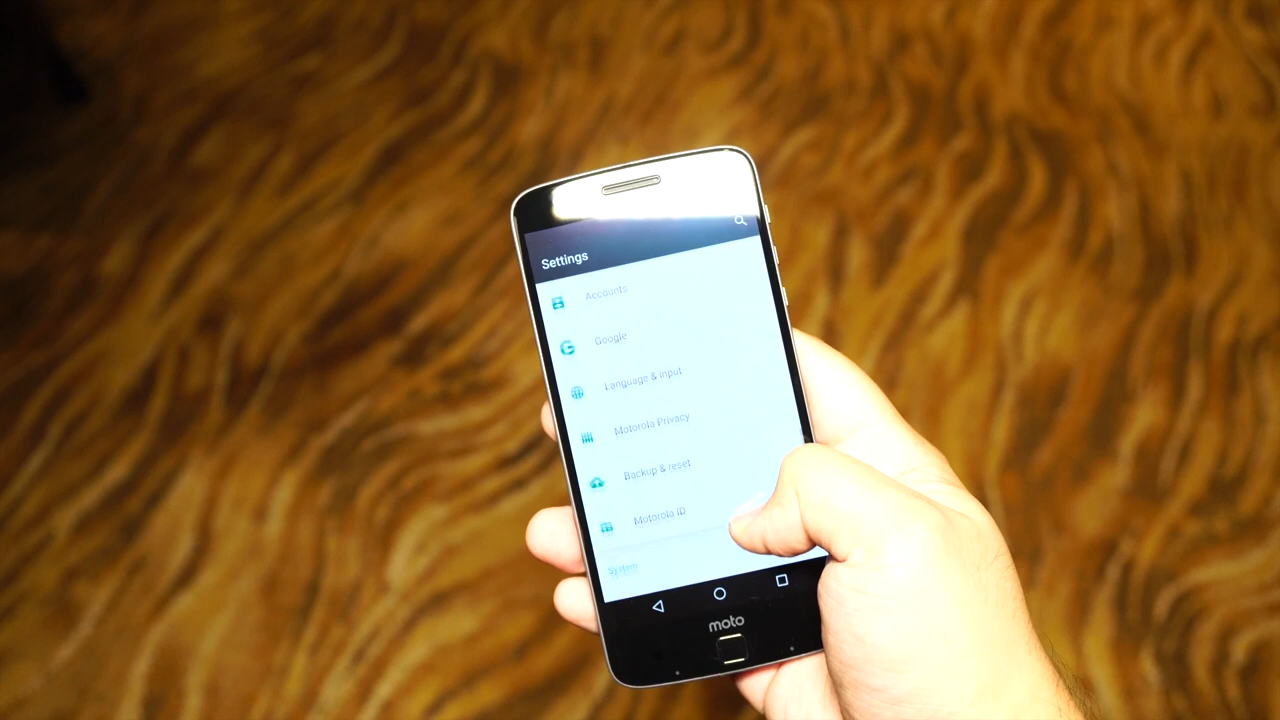 Settings
Accounts
Google
Language & input
Motorola Privacy
Backup & reset
Motorola ID
System
moto